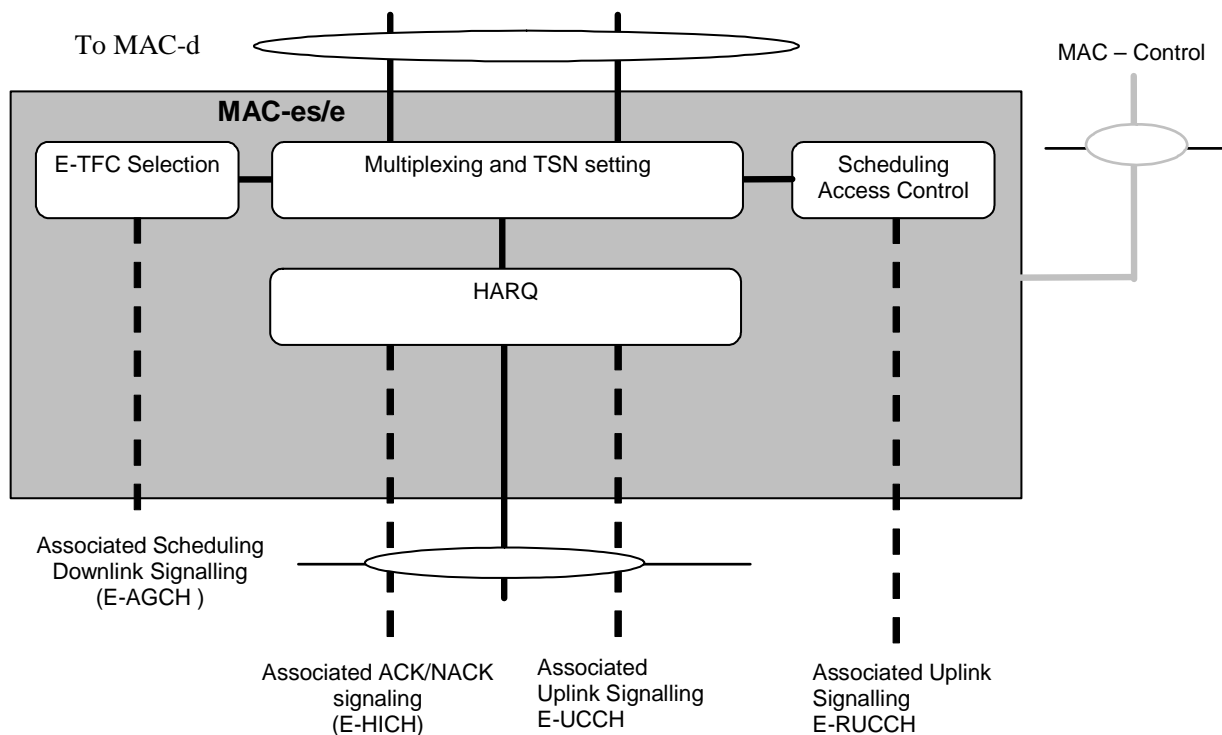 To MAC-d
MAC – Control
MAC-es/e
E-TFC Selection
Multiplexing and TSN setting
Scheduling
Access Control
HARQ
Associated Scheduling
Downlink Signalling
(E-AGCH )
Associated ACK/NACK
signaling
(E-HICH)
Associated
Uplink Signalling
E-UCCH
Associated Uplink
Signalling
E-RUCCH